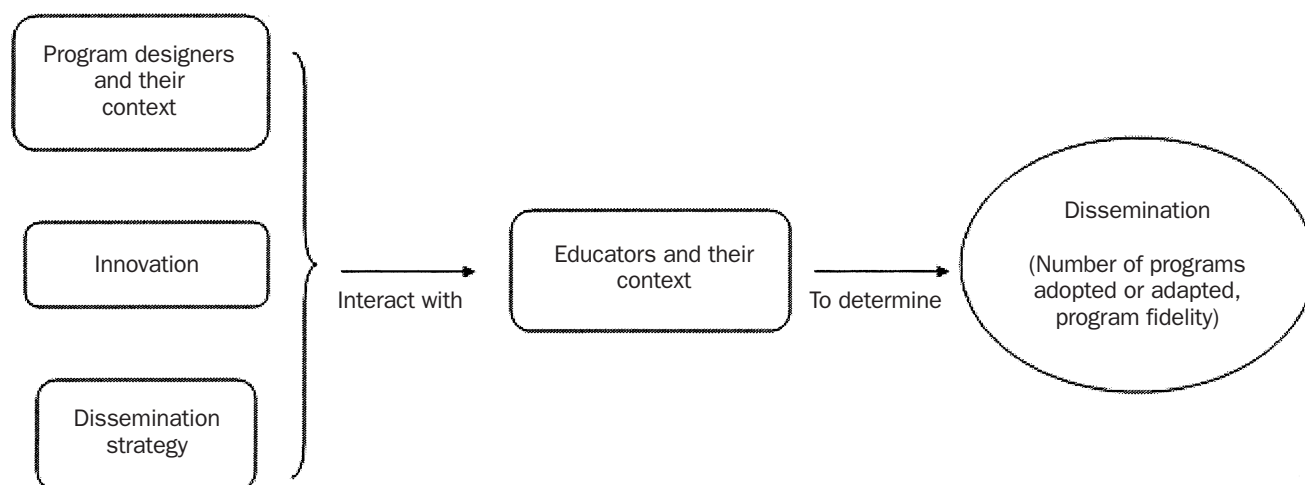 Program designers
and their
context
Innovation
Dissemination
strategy
Interact with
Educators and their
context
To determine
Dissemination
(Number of programs
adopted or adapted,
program fidelity)